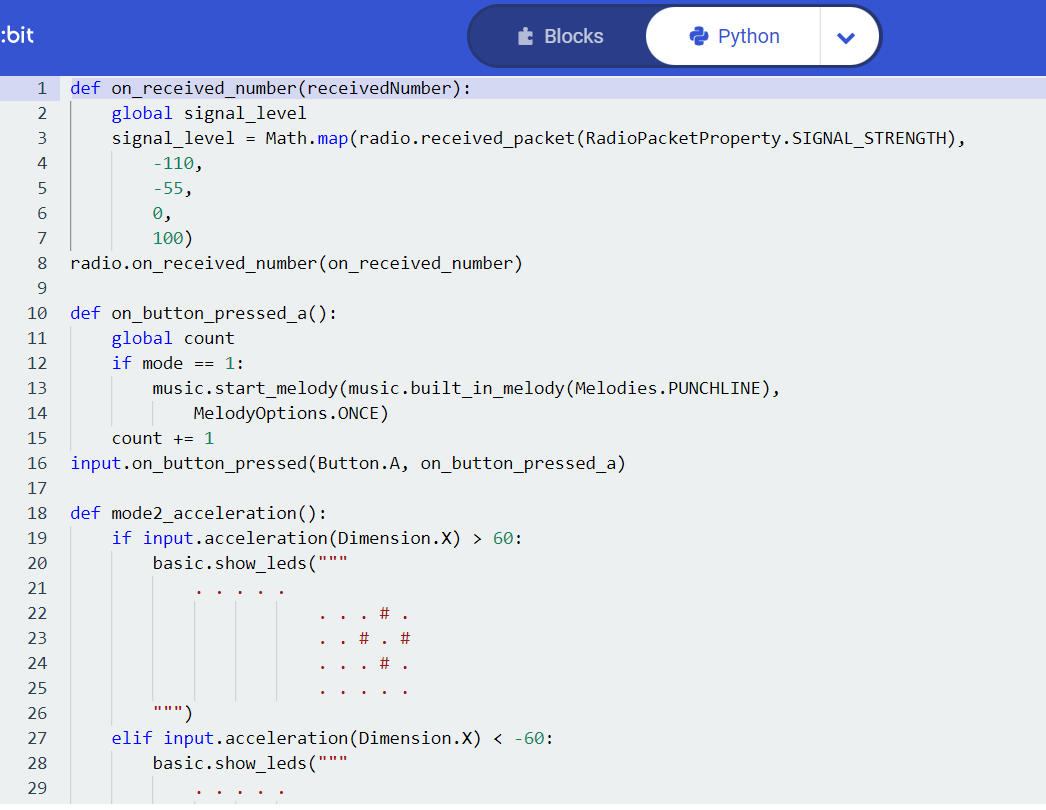 :bit
Blocks
Python
1 def on_received_number(receivedNumber):
2     global signal_level
3     signal_level = Math.map(radio.received_packet(RadioPacketProperty.SIGNAL_STRENGTH),
4         -110,
5         -55,
6         0,
7         100)
8 radio.on_received_number(on_received_number)
9
10 def on_button_pressed_a():
11     global count
12     if mode == 1:
13         music.start_melody(music.built_in_melody(Melodies.PUNCHLINE),
14             MelodyOptions.ONCE)
15     count += 1
16 input.on_button_pressed(Button.A, on_button_pressed_a)
17
18 def mode2_acceleration():
19     if input.acceleration(Dimension.X) > 60:
20         basic.show_leds("""
21             . . . . .
22                         . . . # .
23                         . . # . #
24                         . . . # .
25                         . . . . .
26         """)
27     elif input.acceleration(Dimension.X) < -60:
28         basic.show_leds("""
29             . . . . .